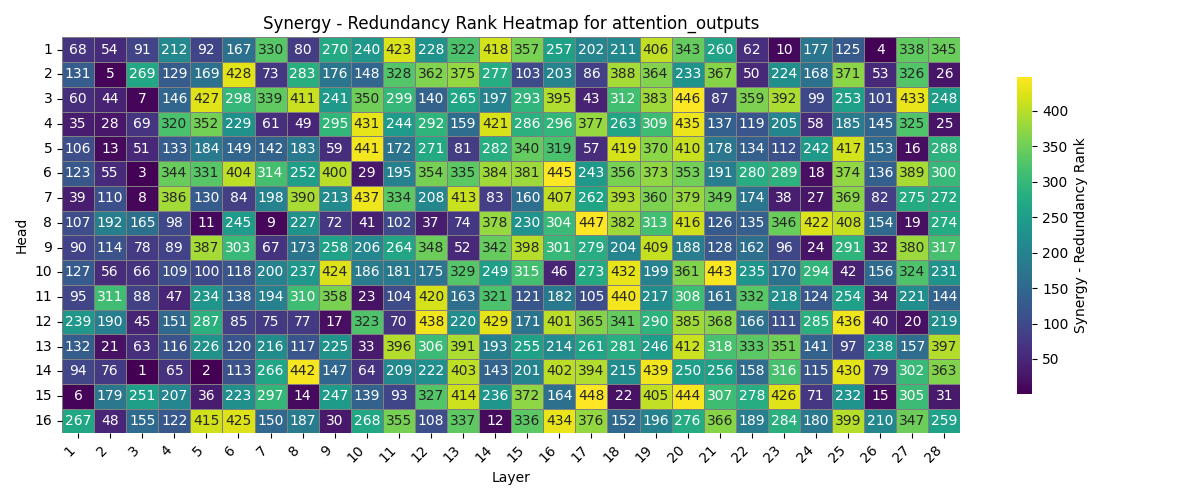 Synergy - Redundancy Rank Heatmap for attention_outputs
1 68 54 91 212 92 167 330 80 270 240 423 228 322 418 357 257 202 211 406 343 260 62 10 177 125 4 338 345
2 131 5 269 129 169 428 73 283 176 148 328 362 375 277 103 203 86 388 364 233 367 50 224 168 371 53 326 26
3 60 44 7 146 427 298 339 411 241 350 299 140 265 197 293 395 43 312 383 446 87 359 392 99 253 101 433 248
4 35 28 69 320 352 229 61 49 295 431 244 292 159 421 286 296 377 263 309 435 137 119 205 58 185 145 325 25
5 106 13 51 133 184 149 142 183 59 441 172 271 81 282 340 319 57 419 370 410 178 134 112 242 417 153 16 288
6 123 55 3 344 331 404 314 252 400 29 195 354 335 384 381 445 243 356 373 353 191 280 289 18 374 136 389 300
7 39 110 8 386 130 84 198 390 213 437 334 208 413 83 160 407 262 393 360 379 349 174 38 27 369 82 275 272
8 107 192 165 98 11 245 9 227 72 41 102 37 74 378 230 304 447 382 313 416 126 135 346 422 408 154 19 274
9 90 114 78 89 387 303 67 173 258 206 264 348 52 342 398 301 279 204 409 188 128 162 96 24 291 32 380 317
10 127 56 66 109 100 118 200 237 424 186 181 175 329 249 315 46 273 432 199 361 443 235 170 294 42 156 324 231
11 95 311 88 47 234 138 194 310 358 23 104 420 163 321 121 182 105 440 217 308 161 332 218 124 254 34 221 144
12 239 190 45 151 287 85 75 77 17 323 70 438 220 429 171 401 365 341 290 385 368 166 111 285 436 40 20 219
13 132 21 63 116 226 120 216 117 225 33 396 306 391 193 255 214 261 281 246 412 318 333 351 141 97 238 157 397
14 94 76 1 65 2 113 266 442 147 64 209 222 403 143 201 402 394 215 439 250 256 158 316 115 430 79 302 363
15 6 179 251 207 36 223 297 14 247 139 93 327 414 236 372 164 448 22 405 444 307 278 426 71 232 15 305 31
16 267 48 155 122 415 425 150 187 30 268 355 108 337 12 336 434 376 152 196 276 366 189 284 180 399 210 347 259
1 2 3 4 5 6 7 8 9 10 11 12 13 14 15 16 17 18 19 20 21 22 23 24 25 26 27 28
Layer
Head
400
350
300
250
200
150
100
50
Synergy - Redundancy Rank